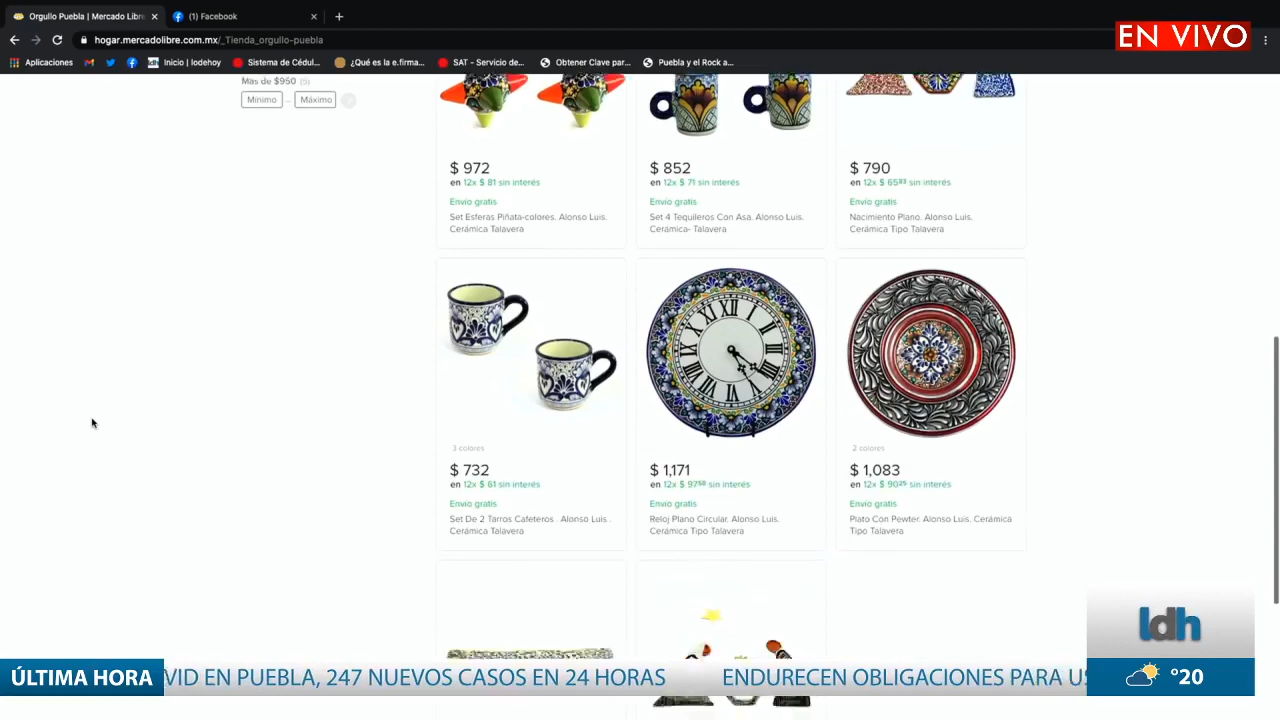 Orgullo Puebla | Mercado Libre
(1) Facebook
hogar.mercadolibre.com.mx/_Tienda_orgullo-puebla
EN VIVO
Aplicaciones
Inicio | lodehoy
Sistema de Cédul...
¿Qué es la e.firma...
SAT - Servicio de...
Obtener Clave par...
Puebla y el Rock a...
Más de $950 (5)
Mínimo
Máximo
$ 972
en 12x $ 81 sin interés
Envío gratis
Set Esferas Piñata-colores. Alonso Luis.
Cerámica Talavera
$ 852
en 12x $ 71 sin interés
Envío gratis
Set 4 Tequileros Con Asa. Alonso Luis.
Cerámica- Talavera
$ 790
en 12x $ 65⁸³ sin interés
Envío gratis
Nacimiento Plano. Alonso Luis.
Cerámica Tipo Talavera
3 colores
$ 732
en 12x $ 61 sin interés
Envío gratis
Set De 2 Tarros Cafeteros . Alonso Luis .
Cerámica Talavera
$ 1,171
en 12x $ 97⁵⁸ sin interés
Envío gratis
Reloj Plano Circular. Alonso Luis.
Cerámica Tipo Talavera
2 colores
$ 1,083
en 12x $ 90²⁵ sin interés
Envío gratis
Plato Con Pewter. Alonso Luis. Cerámica
Tipo Talavera
ldh
ÚLTIMA HORA
VID EN PUEBLA, 247 NUEVOS CASOS EN 24 HORAS
ENDURECEN OBLIGACIONES PARA US
°20